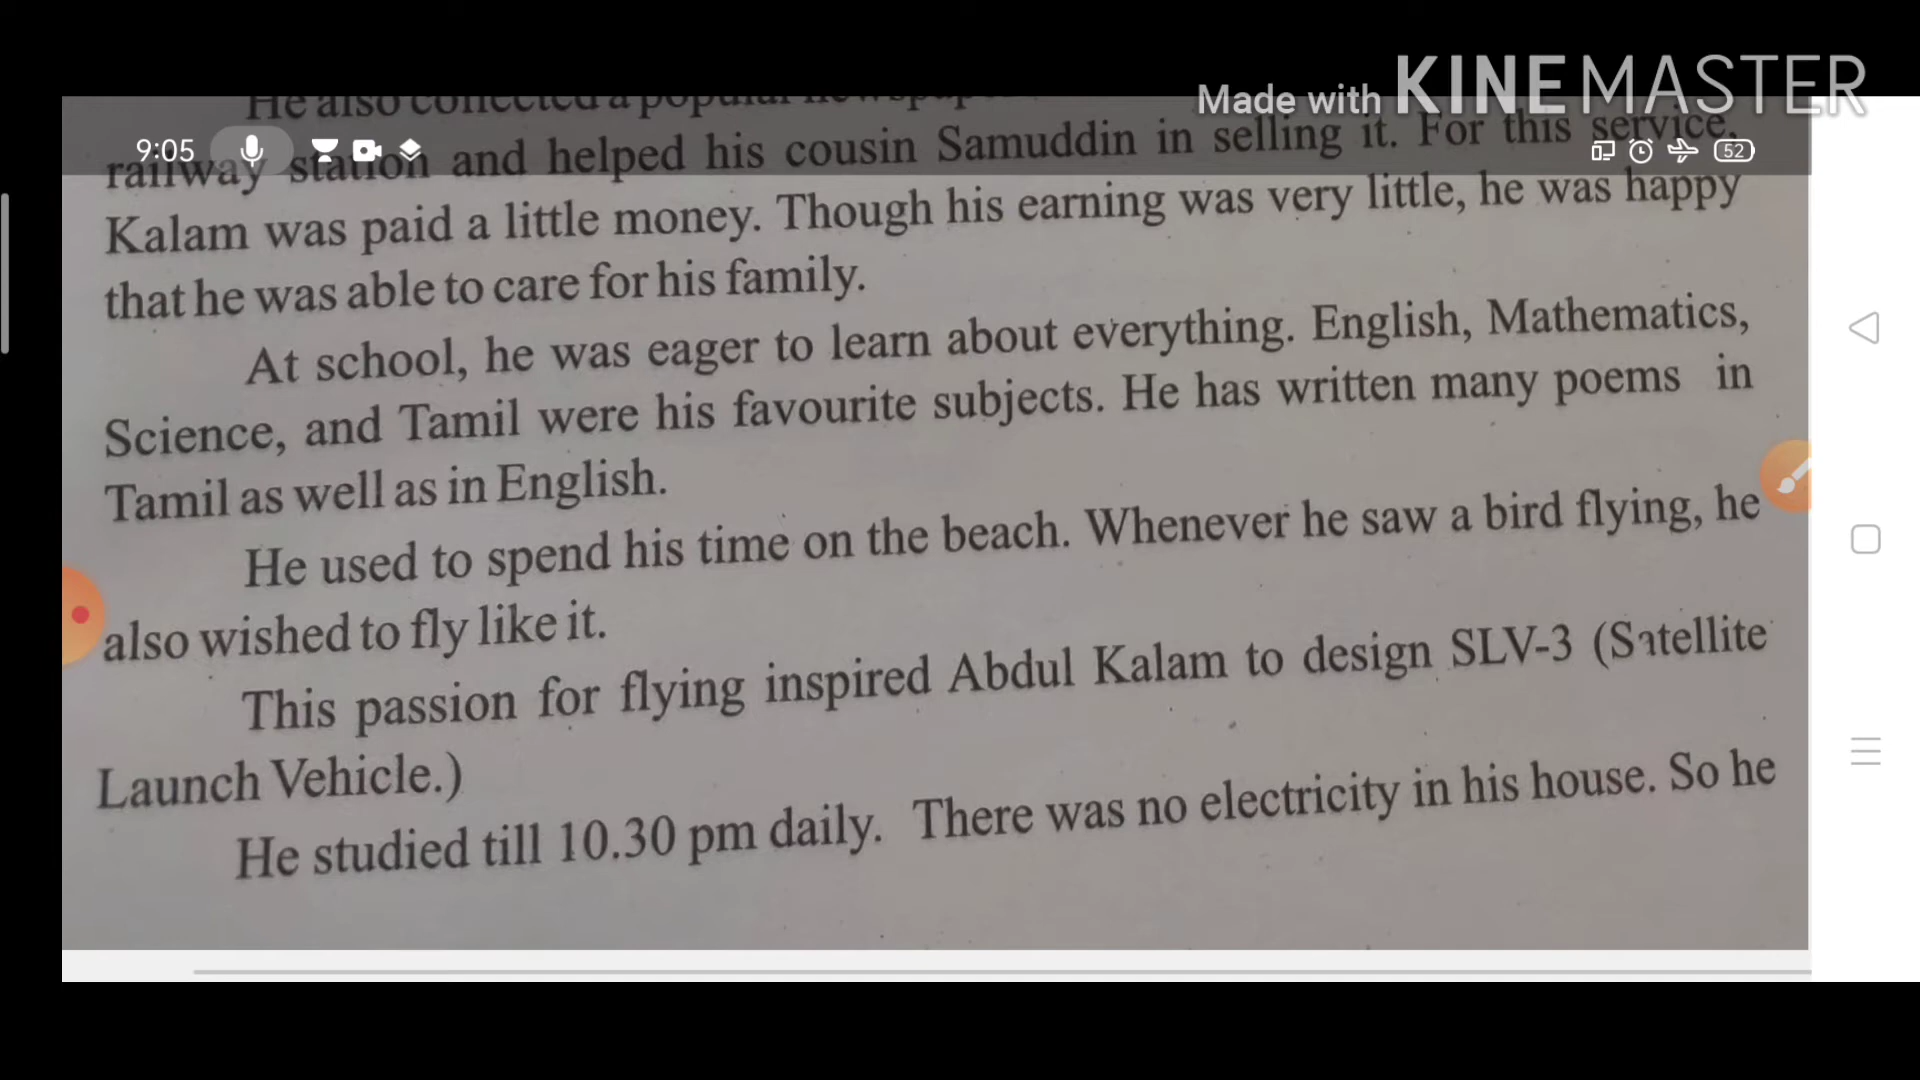 Made with KINEMASTER
He also collected a popular
9:05
52
railway station and helped his cousin Samuddin in selling it. For this service,
Kalam was paid a little money. Though his earning was very little, he was happy
that he was able to care for his family.
At school, he was eager to learn about everything. English, Mathematics,
Science, and Tamil were his favourite subjects. He has written many poems in
Tamil as well as in English.
He used to spend his time on the beach. Whenever he saw a bird flying, he
also wished to fly like it.
This passion for flying inspired Abdul Kalam to design SLV-3 (Satellite
Launch Vehicle.)
He studied till 10.30 pm daily. There was no electricity in his house. So he